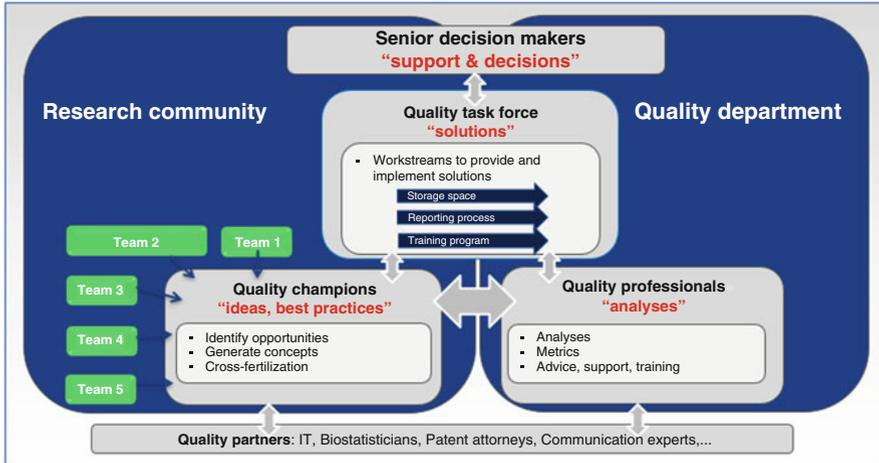 Senior decision makers
“support & decisions”
Research community
Quality department
Quality task force
“solutions”
▪ Workstreams to provide and
implement solutions
Storage space
Reporting process
Training program
Team 2
Team 1
Team 3
Team 4
Team 5
Quality champions
“ideas, best practices”
▪ Identify opportunities
▪ Generate concepts
▪ Cross-fertilization
Quality professionals
“analyses”
▪ Analyses
▪ Metrics
▪ Advice, support, training
Quality partners: IT, Biostatisticians, Patent attorneys, Communication experts,...